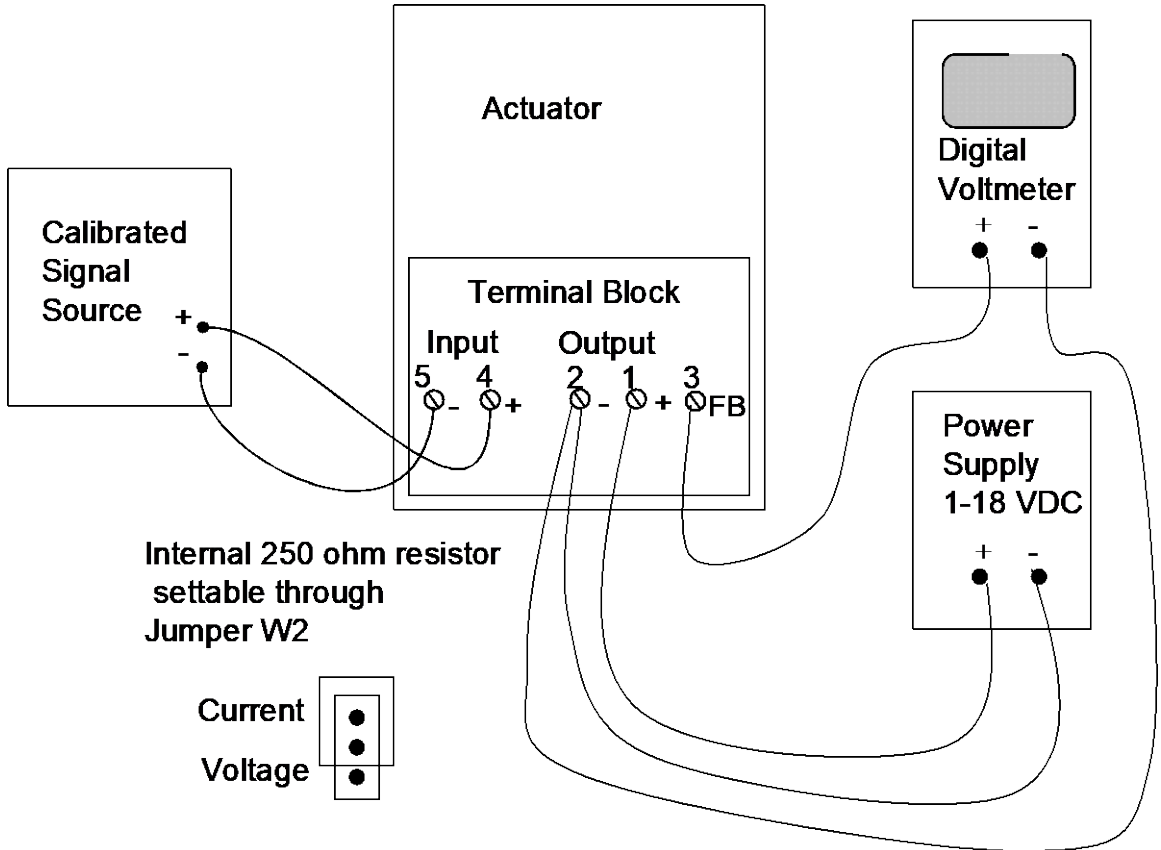 Actuator
Digital
Voltmeter
+ -
Calibrated
Signal
Source
+
-
Terminal Block
Input Output
5 4 2 1 3
- + - + FB
Power
Supply
1-18 VDC
+ -
Internal 250 ohm resistor
settable through
Jumper W2
Current
Voltage